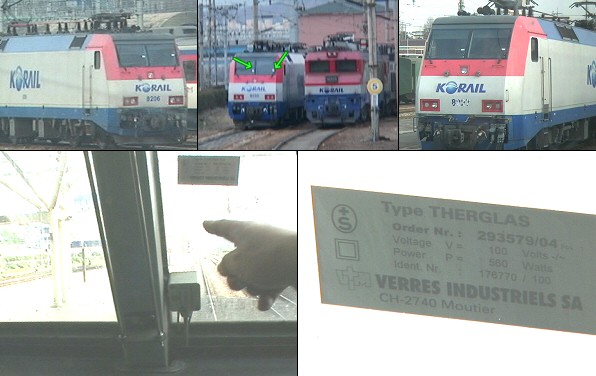 KORAIL
8206
KORAIL
KORAIL
5
KORAIL
Type THERGLAS
Order Nr. : 293579/04
Voltage V = 100 Volts
Power P = 560 Watts
Ident. Nr. 176770 / 100
VERRES INDUSTRIELS SA
CH-2740 Moutier